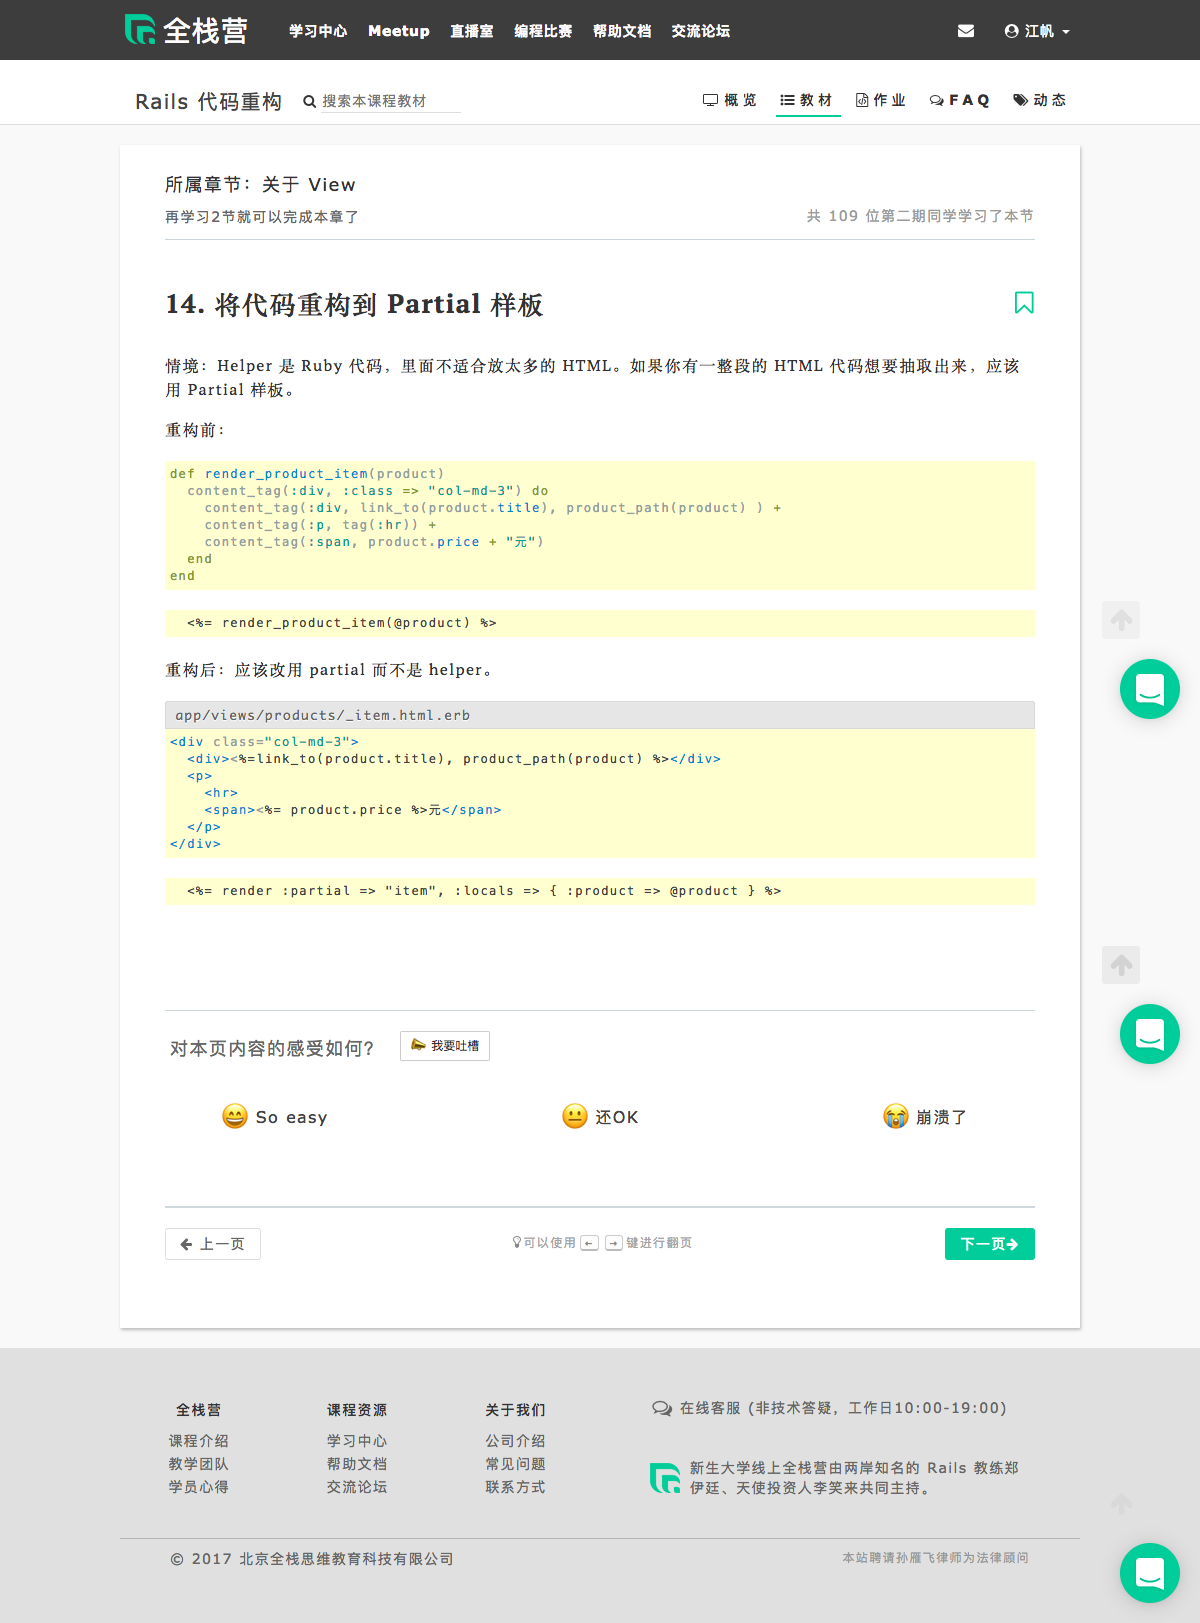 全栈营 学习中心 Meetup 直播室 编程比赛 帮助文档 交流论坛 江帆
Rails 代码重构 搜索本课程教材 概览 教材 作业 FAQ 动态
所属章节：关于 View
再学习2节就可以完成本章了 共 109 位第二期同学学习了本节
14. 将代码重构到 Partial 样板
情境：Helper 是 Ruby 代码，里面不适合放太多的 HTML。如果你有一整段的 HTML 代码想要抽取出来，应该
用 Partial 样板。
重构前：
def render_product_item(product)
  content_tag(:div, :class => "col-md-3") do
    content_tag(:div, link_to(product.title), product_path(product) ) +
    content_tag(:p, tag(:hr)) +
    content_tag(:span, product.price + "元")
  end
end
<%= render_product_item(@product) %>
重构后：应该改用 partial 而不是 helper。
app/views/products/_item.html.erb
<div class="col-md-3">
  <div><%=link_to(product.title), product_path(product) %></div>
  <p>
    <hr>
    <span><%= product.price %>元</span>
  </p>
</div>
<%= render :partial => "item", :locals => { :product => @product } %>
对本页内容的感受如何? 我要吐槽
So easy 还OK 崩溃了
← 上一页 可以使用 ← → 键进行翻页 下一页→
全栈营 课程资源 关于我们 在线客服 (非技术答疑，工作日10:00-19:00)
课程介绍 学习中心 公司介绍
教学团队 帮助文档 常见问题
学员心得 交流论坛 联系方式
新生大学线上全栈营由两岸知名的 Rails 教练郑
伊廷、天使投资人李笑来共同主持。
© 2017 北京全栈思维教育科技有限公司 本站聘请孙雁飞律师为法律顾问